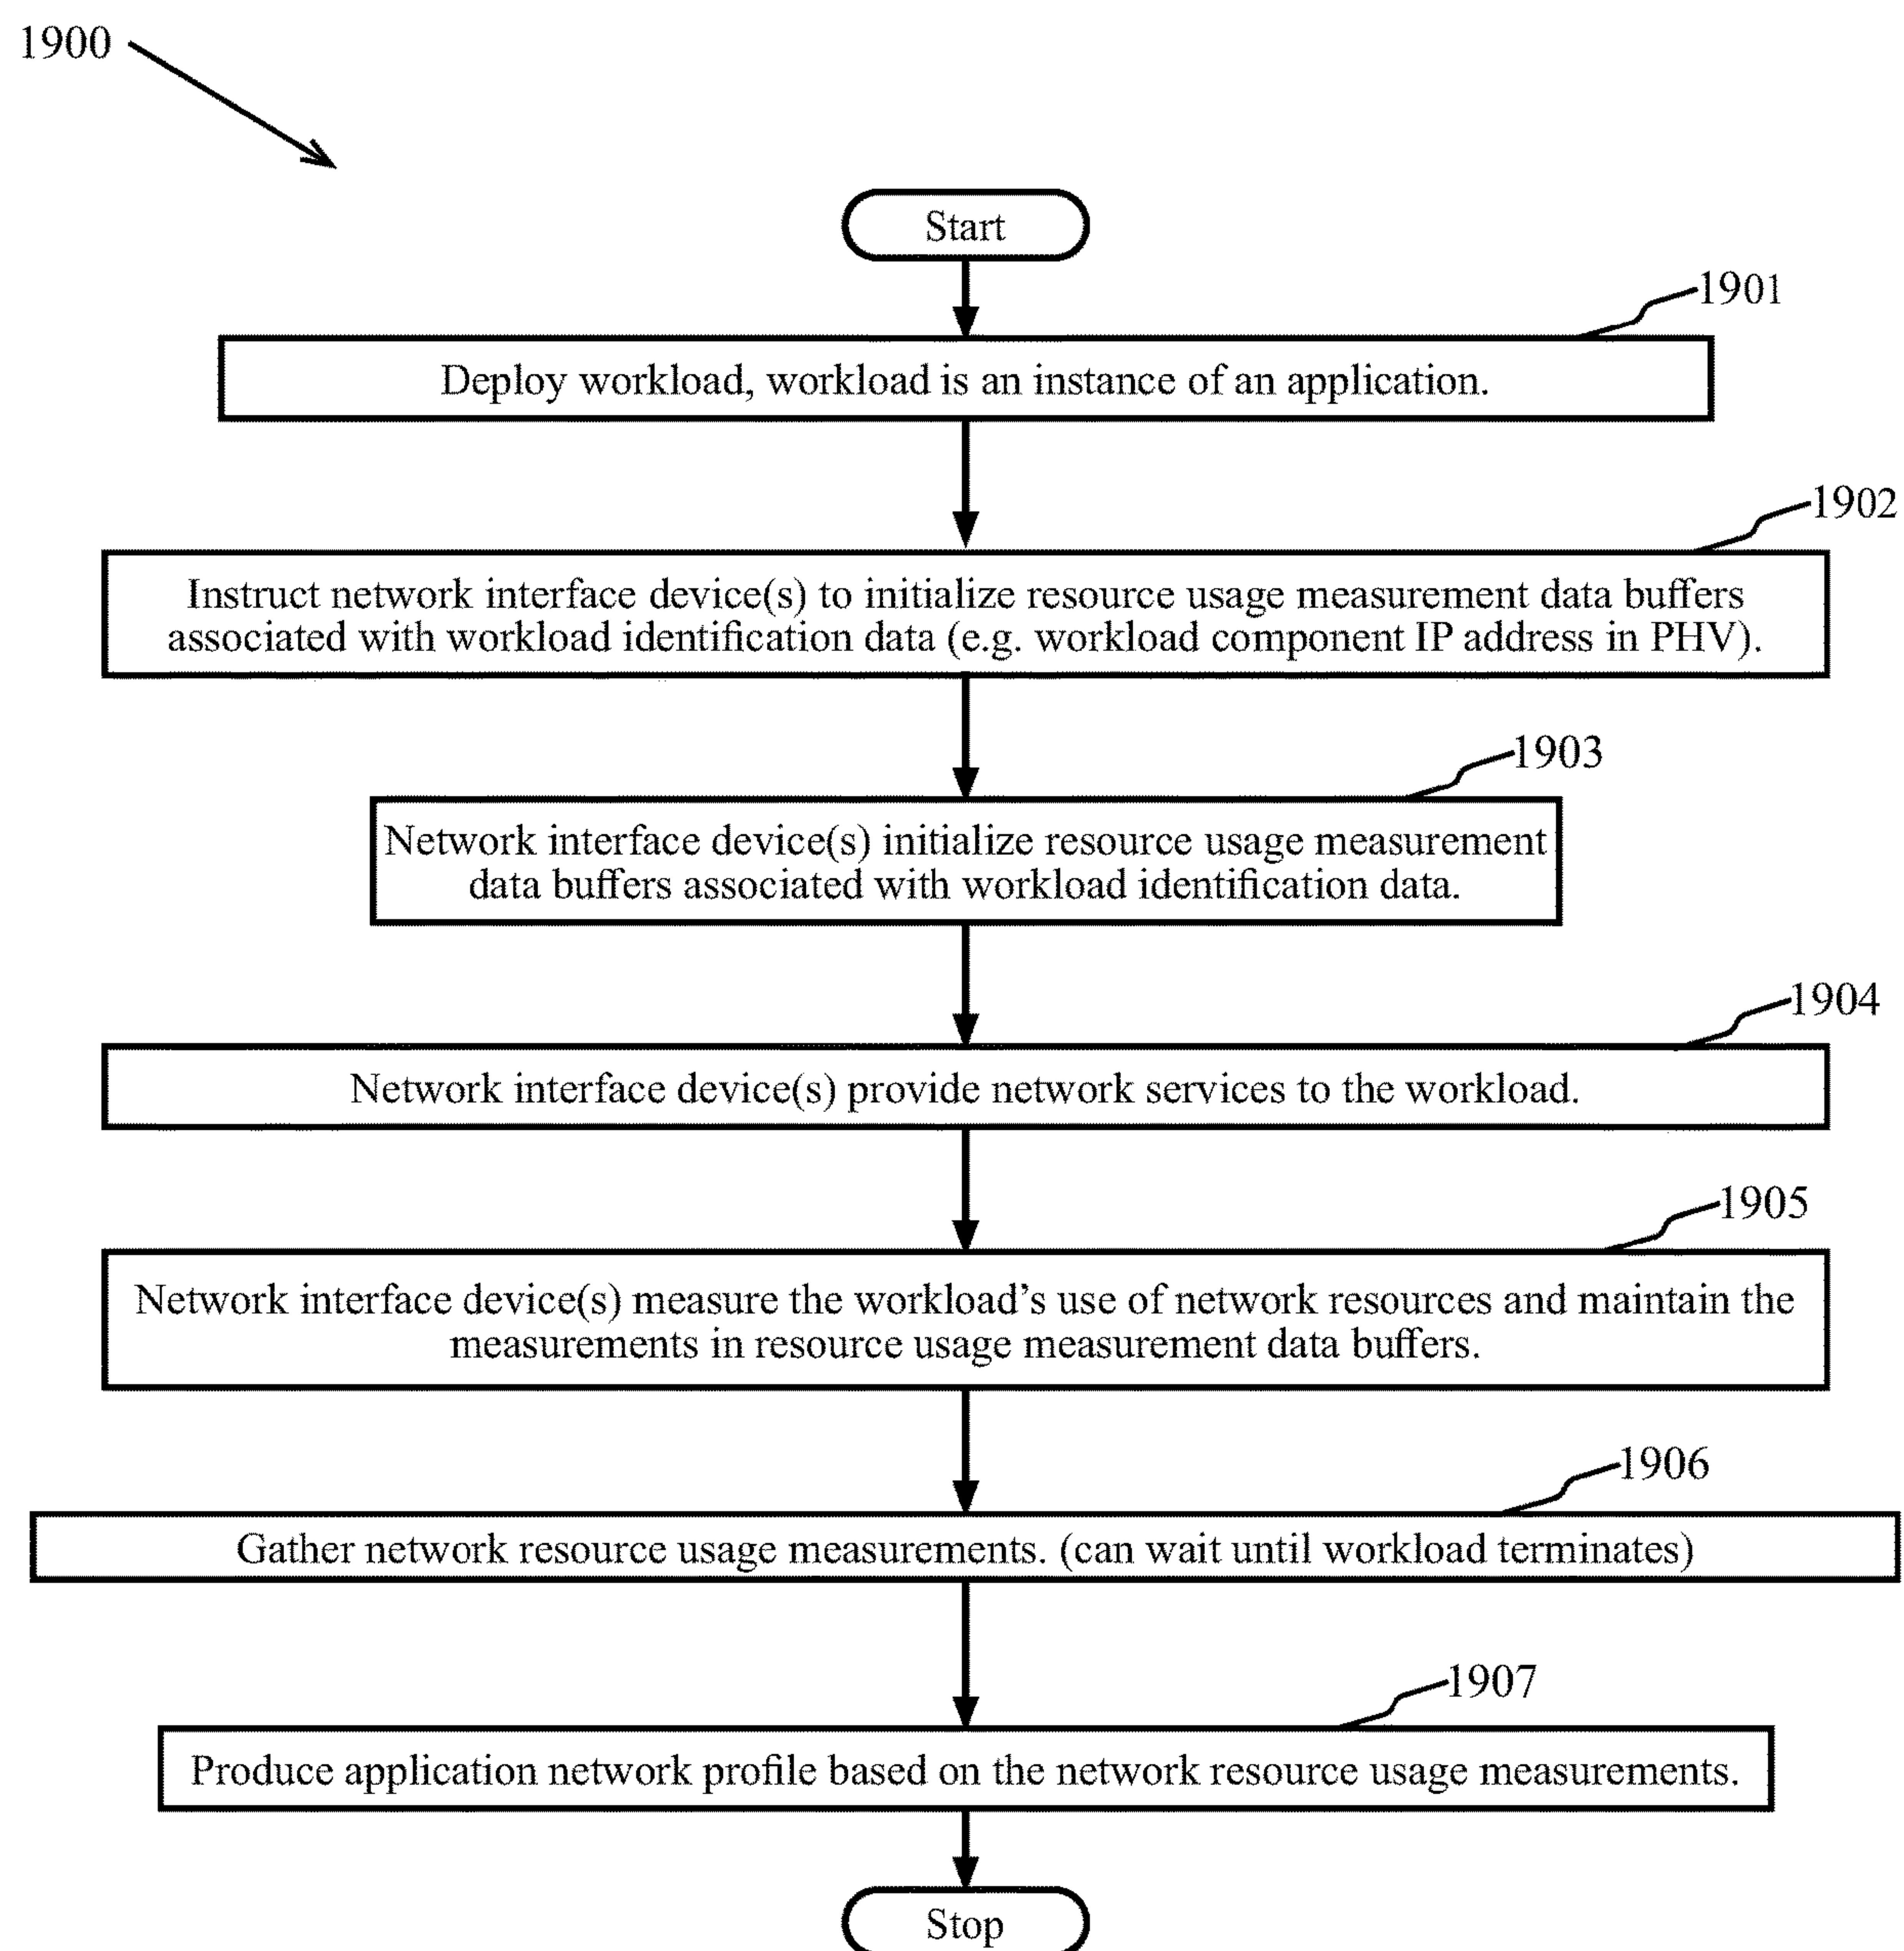 1900
Start
1901
Deploy workload, workload is an instance of an application.
1902
Instruct network interface device(s) to initialize resource usage measurement data buffers
associated with workload identification data (e.g. workload component IP address in PHV).
1903
Network interface device(s) initialize resource usage measurement
data buffers associated with workload identification data.
1904
Network interface device(s) provide network services to the workload.
1905
Network interface device(s) measure the workload’s use of network resources and maintain the
measurements in resource usage measurement data buffers.
1906
Gather network resource usage measurements. (can wait until workload terminates)
1907
Produce application network profile based on the network resource usage measurements.
Stop